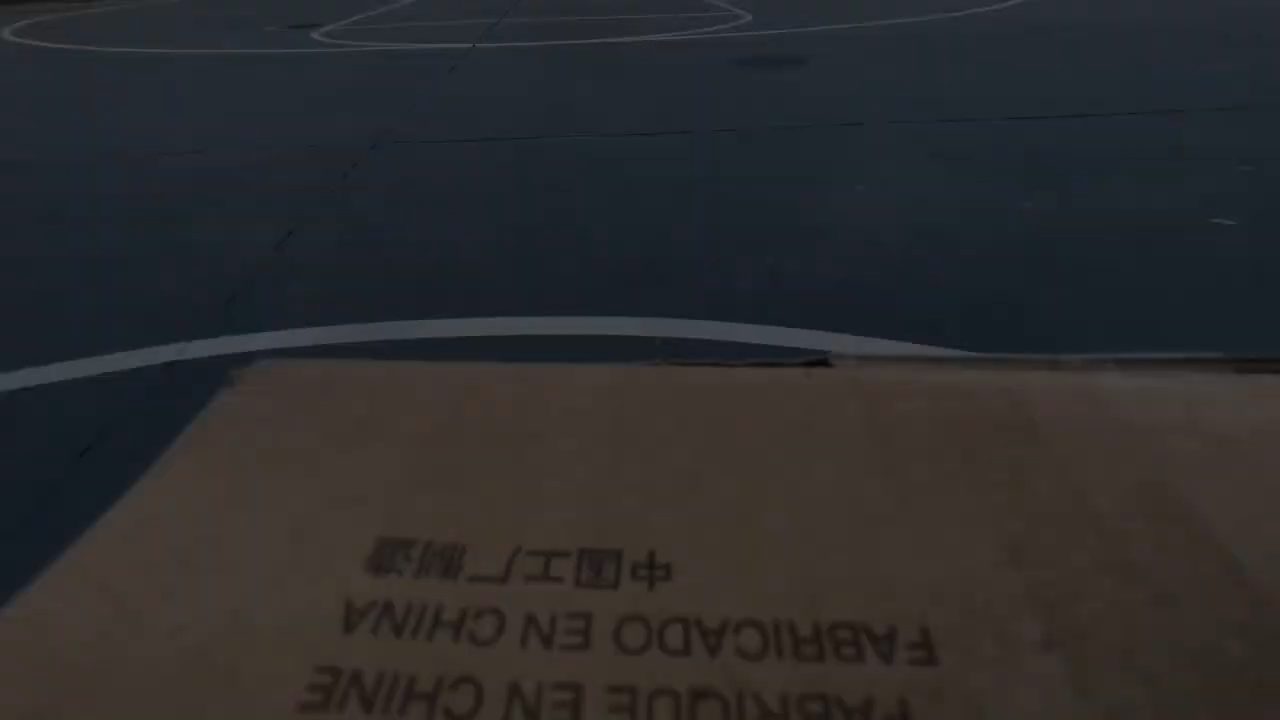 FABRIQUE EN CHINE
FABRICADO EN CHINA
中国工厂制造